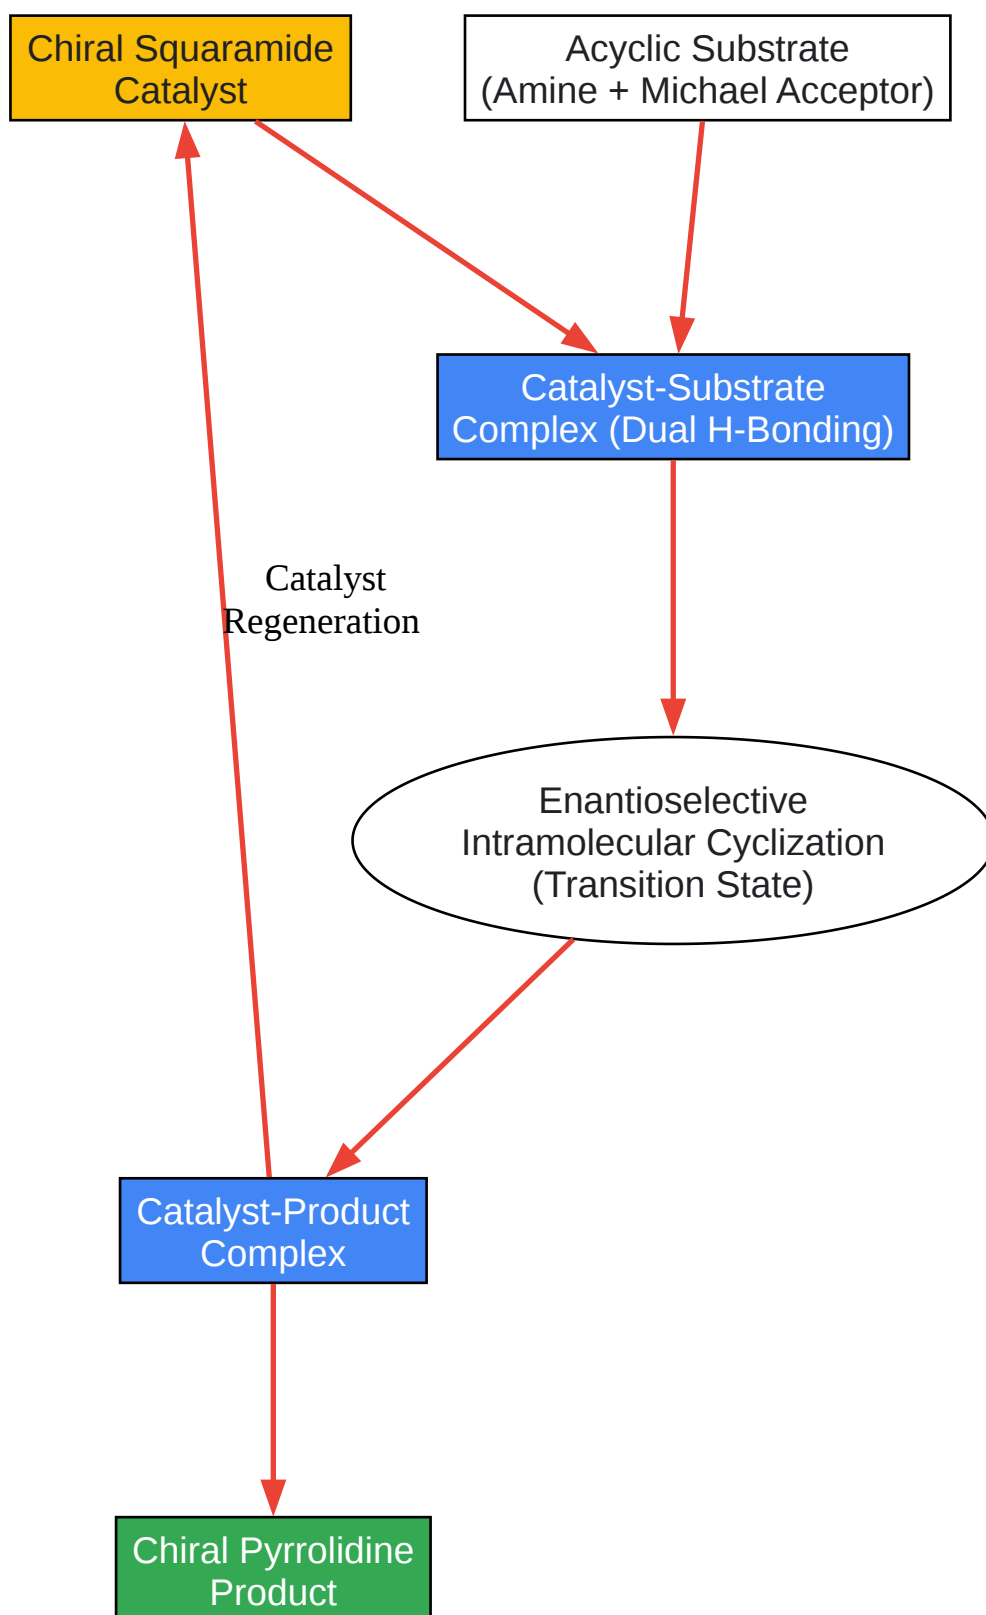 Chiral Squaramide
Catalyst
Acyclic Substrate
(Amine + Michael Acceptor)
Catalyst-Substrate
Complex (Dual H-Bonding)
Catalyst
Regeneration
Enantioselective
Intramolecular Cyclization
(Transition State)
Catalyst-Product
Complex
Chiral Pyrrolidine
Product